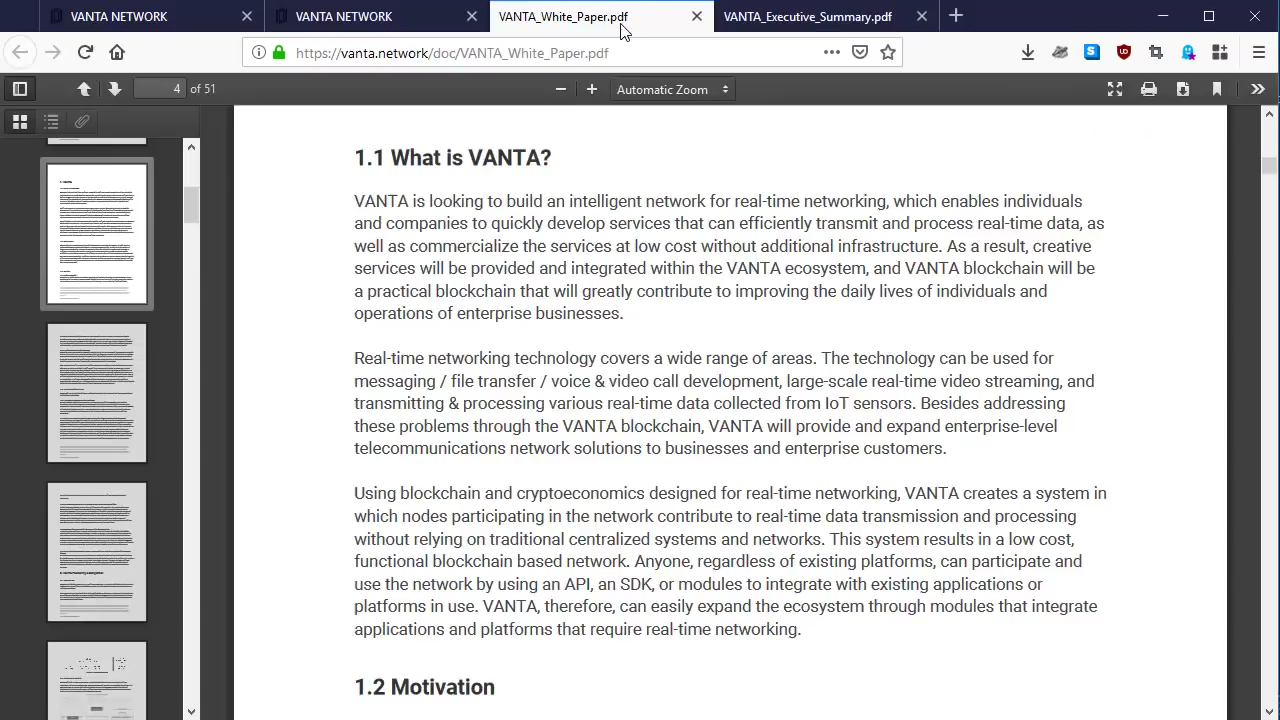 VANTA NETWORK
VANTA NETWORK
VANTA_White_Paper.pdf
VANTA_Executive_Summary.pdf
https://vanta.network/doc/VANTA_White_Paper.pdf
4 of 51
Automatic Zoom
1.1 What is VANTA?
VANTA is looking to build an intelligent network for real-time networking, which enables individuals
and companies to quickly develop services that can efficiently transmit and process real-time data, as
well as commercialize the services at low cost without additional infrastructure. As a result, creative
services will be provided and integrated within the VANTA ecosystem, and VANTA blockchain will be
a practical blockchain that will greatly contribute to improving the daily lives of individuals and
operations of enterprise businesses.
Real-time networking technology covers a wide range of areas. The technology can be used for
messaging / file transfer / voice & video call development, large-scale real-time video streaming, and
transmitting & processing various real-time data collected from IoT sensors. Besides addressing
these problems through the VANTA blockchain, VANTA will provide and expand enterprise-level
telecommunications network solutions to businesses and enterprise customers.
Using blockchain and cryptoeconomics designed for real-time networking, VANTA creates a system in
which nodes participating in the network contribute to real-time data transmission and processing
without relying on traditional centralized systems and networks. This system results in a low cost,
functional blockchain based network. Anyone, regardless of existing platforms, can participate and
use the network by using an API, an SDK, or modules to integrate with existing applications or
platforms in use. VANTA, therefore, can easily expand the ecosystem through modules that integrate
applications and platforms that require real-time networking.
1.2 Motivation